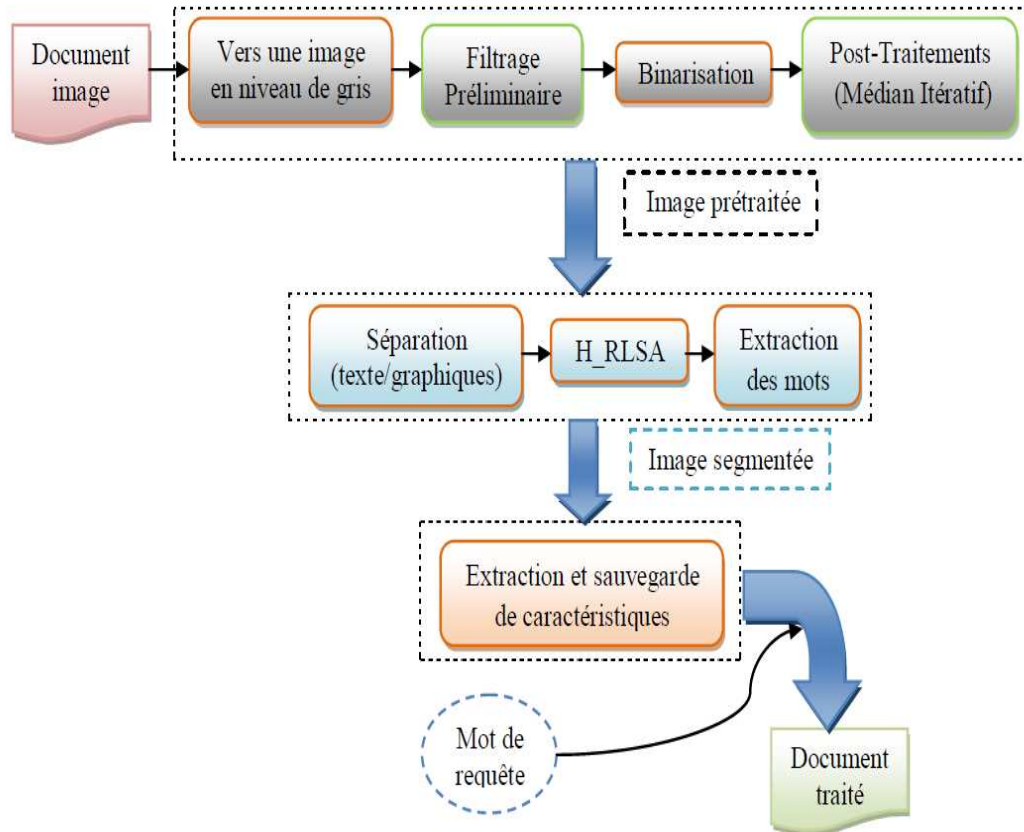 Document
image
Vers une image
en niveau de gris
Filtrage
Préliminaire
Binarisation
Post-Traitements
(Médian Itératif)
Image prétraitée
Séparation
(texte/graphiques)
H_RLSA
Extraction
des mots
Image segmentée
Extraction et sauvegarde
de caractéristiques
Mot de
requête
Document
traité